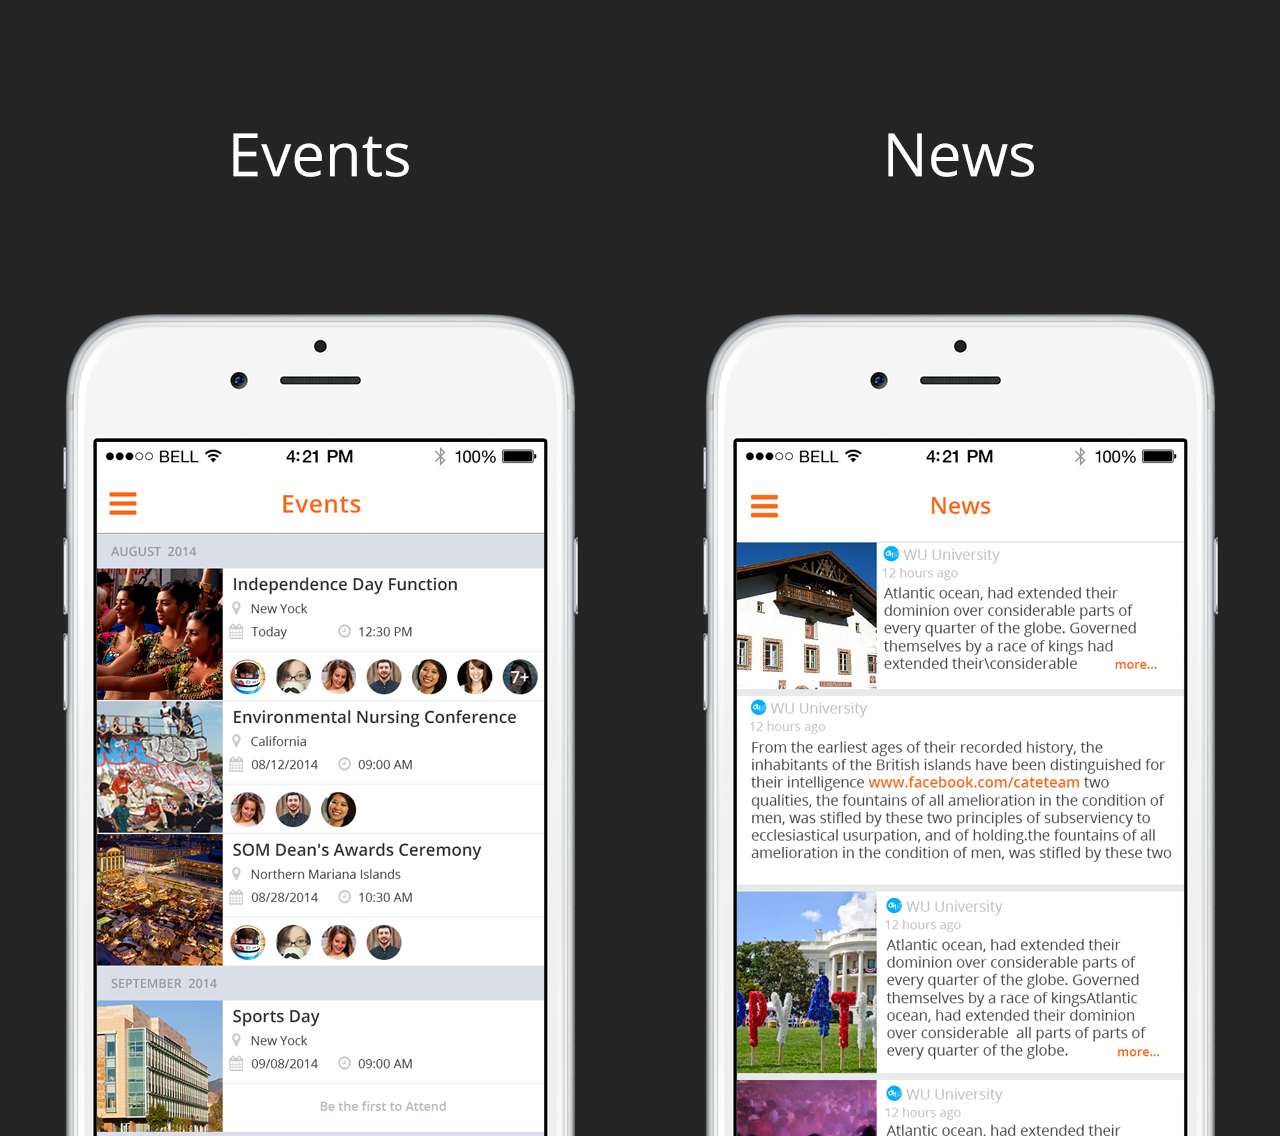 Events
News
BELL 4:21 PM 100%
Events
AUGUST 2014
Independence Day Function
New York
Today 12:30 PM
7+
Environmental Nursing Conference
California
08/12/2014 09:00 AM
SOM Dean's Awards Ceremony
Northern Mariana Islands
08/28/2014 10:30 AM
SEPTEMBER 2014
Sports Day
New York
09/08/2014 09:00 AM
Be the first to Attend
BELL 4:21 PM 100%
News
WU University
12 hours ago
Atlantic ocean, had extended their
dominion over considerable parts of
every quarter of the globe. Governed
themselves by a race of kings had
extended their\considerable more...
WU University
12 hours ago
From the earliest ages of their recorded history, the
inhabitants of the British islands have been distinguished for
their intelligence www.facebook.com/cateteam two
qualities, the fountains of all amelioration in the condition of
men, was stifled by these two principles of subserviency to
ecclesiastical usurpation, and of holding.the fountains of all
amelioration in the condition of men, was stifled by these two
PY 4T
WU University
12 hours ago
Atlantic ocean, had extended their
dominion over considerable parts of
every quarter of the globe. Governed
themselves by a race of kingsAtlantic
ocean, had extended their dominion
over considerable all parts of parts of
every quarter of the globe. more...
WU University
12 hours ago
Atlantic ocean, had extended their